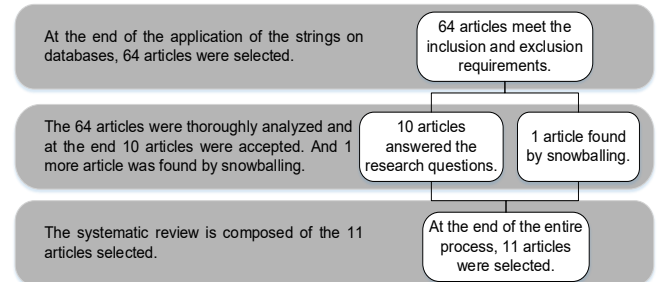 At the end of the application of the strings on
databases, 64 articles were selected.
64 articles meet the
inclusion and exclusion
requirements.
The 64 articles were thoroughly analyzed and
at the end 10 articles were accepted. And 1
more article was found by snowballing.
10 articles
answered the
research questions.
1 article found
by snowballing.
The systematic review is composed of the 11
articles selected.
At the end of the entire
process, 11 articles
were selected.